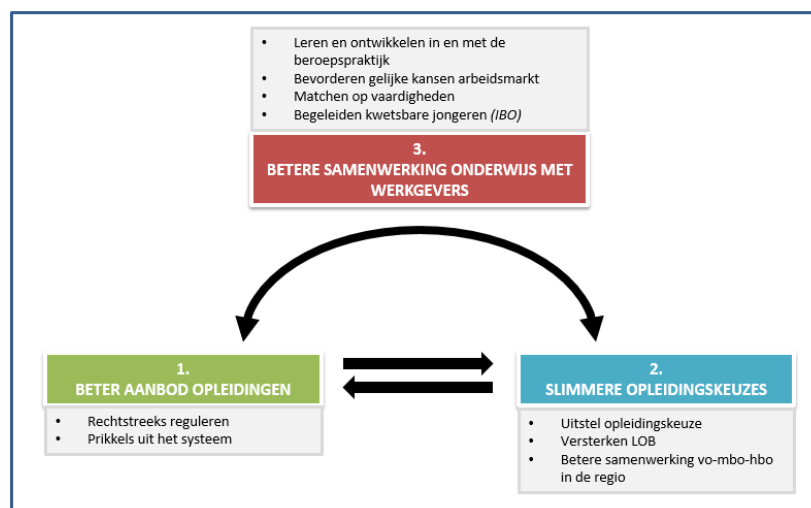 • Leren en ontwikkelen in en met de
beroepspraktijk
• Bevorderen gelijke kansen arbeidsmarkt
• Matchen op vaardigheden
• Begeleiden kwetsbare jongeren (IBO)
3.
BETERE SAMENWERKING ONDERWIJS MET
WERKGEVERS
1.
BETER AANBOD OPLEIDINGEN
• Rechtstreeks reguleren
• Prikkels uit het systeem
2.
SLIMMERE OPLEIDINGSKEUZES
• Uitstel opleidingskeuze
• Versterken LOB
• Betere samenwerking vo-mbo-hbo
in de regio